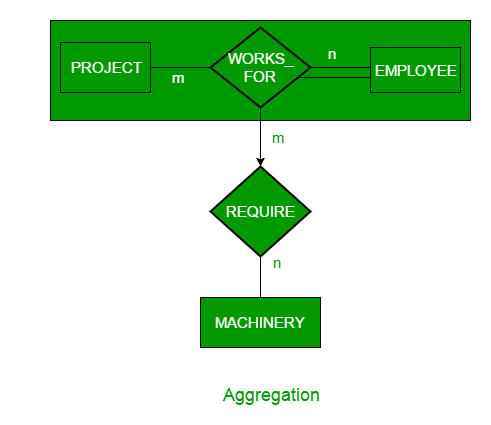 PROJECT
m
WORKS_
FOR
n
EMPLOYEE
m
REQUIRE
n
MACHINERY
Aggregation